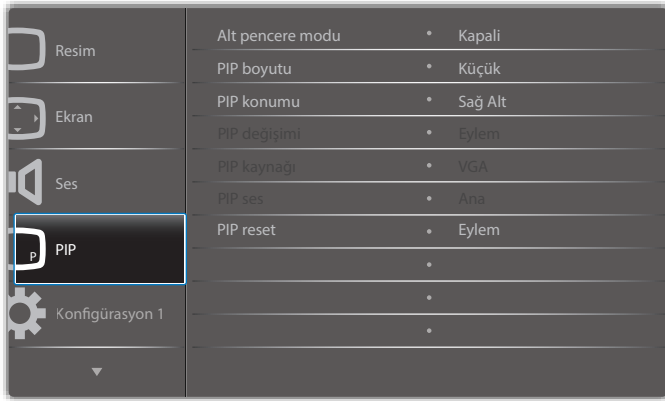 Resim
Ekran
Ses
P
PIP
Konfigürasyon 1
Alt pencere modu • Kapali
PIP boyutu • Küçük
PIP konumu • Sağ Alt
PIP değişimi • Eylem
PIP kaynağı • VGA
PIP ses • Ana
PIP reset • Eylem